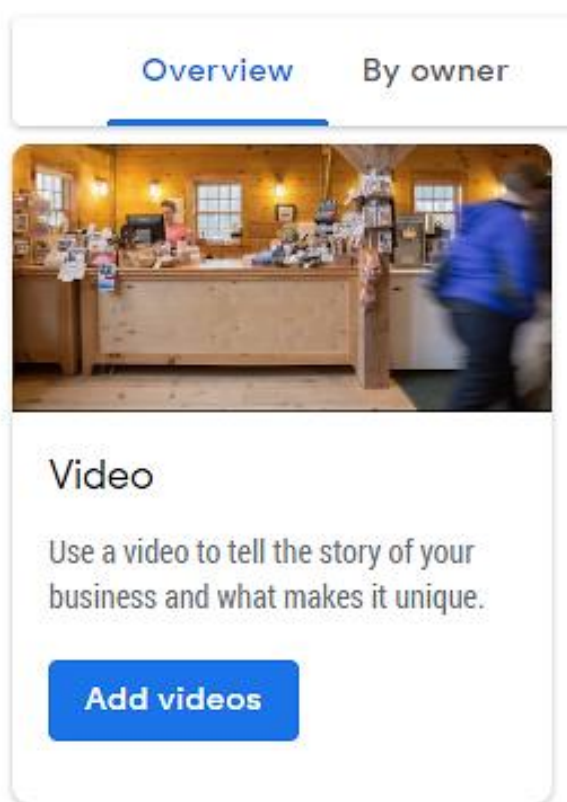 Overview By owner
Video
Use a video to tell the story of your
business and what makes it unique.
Add videos